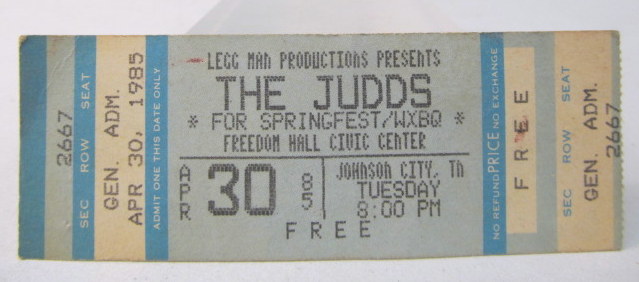 SEC ROW SEAT
2667
GEN. ADM.
APR 30, 1985
ADMIT ONE THIS DATE ONLY
LEGG MAN PRODUCTIONS PRESENTS
THE JUDDS
* FOR SPRINGFEST/WXBQ *
FREEDOM HALL CIVIC CENTER
APR 30 85
JOHNSON CITY, TN
TUESDAY
8:00 PM
FREE
NO REFUND PRICE NO EXCHANGE
FREE
SEC ROW SEAT
GEN. ADM.
2667